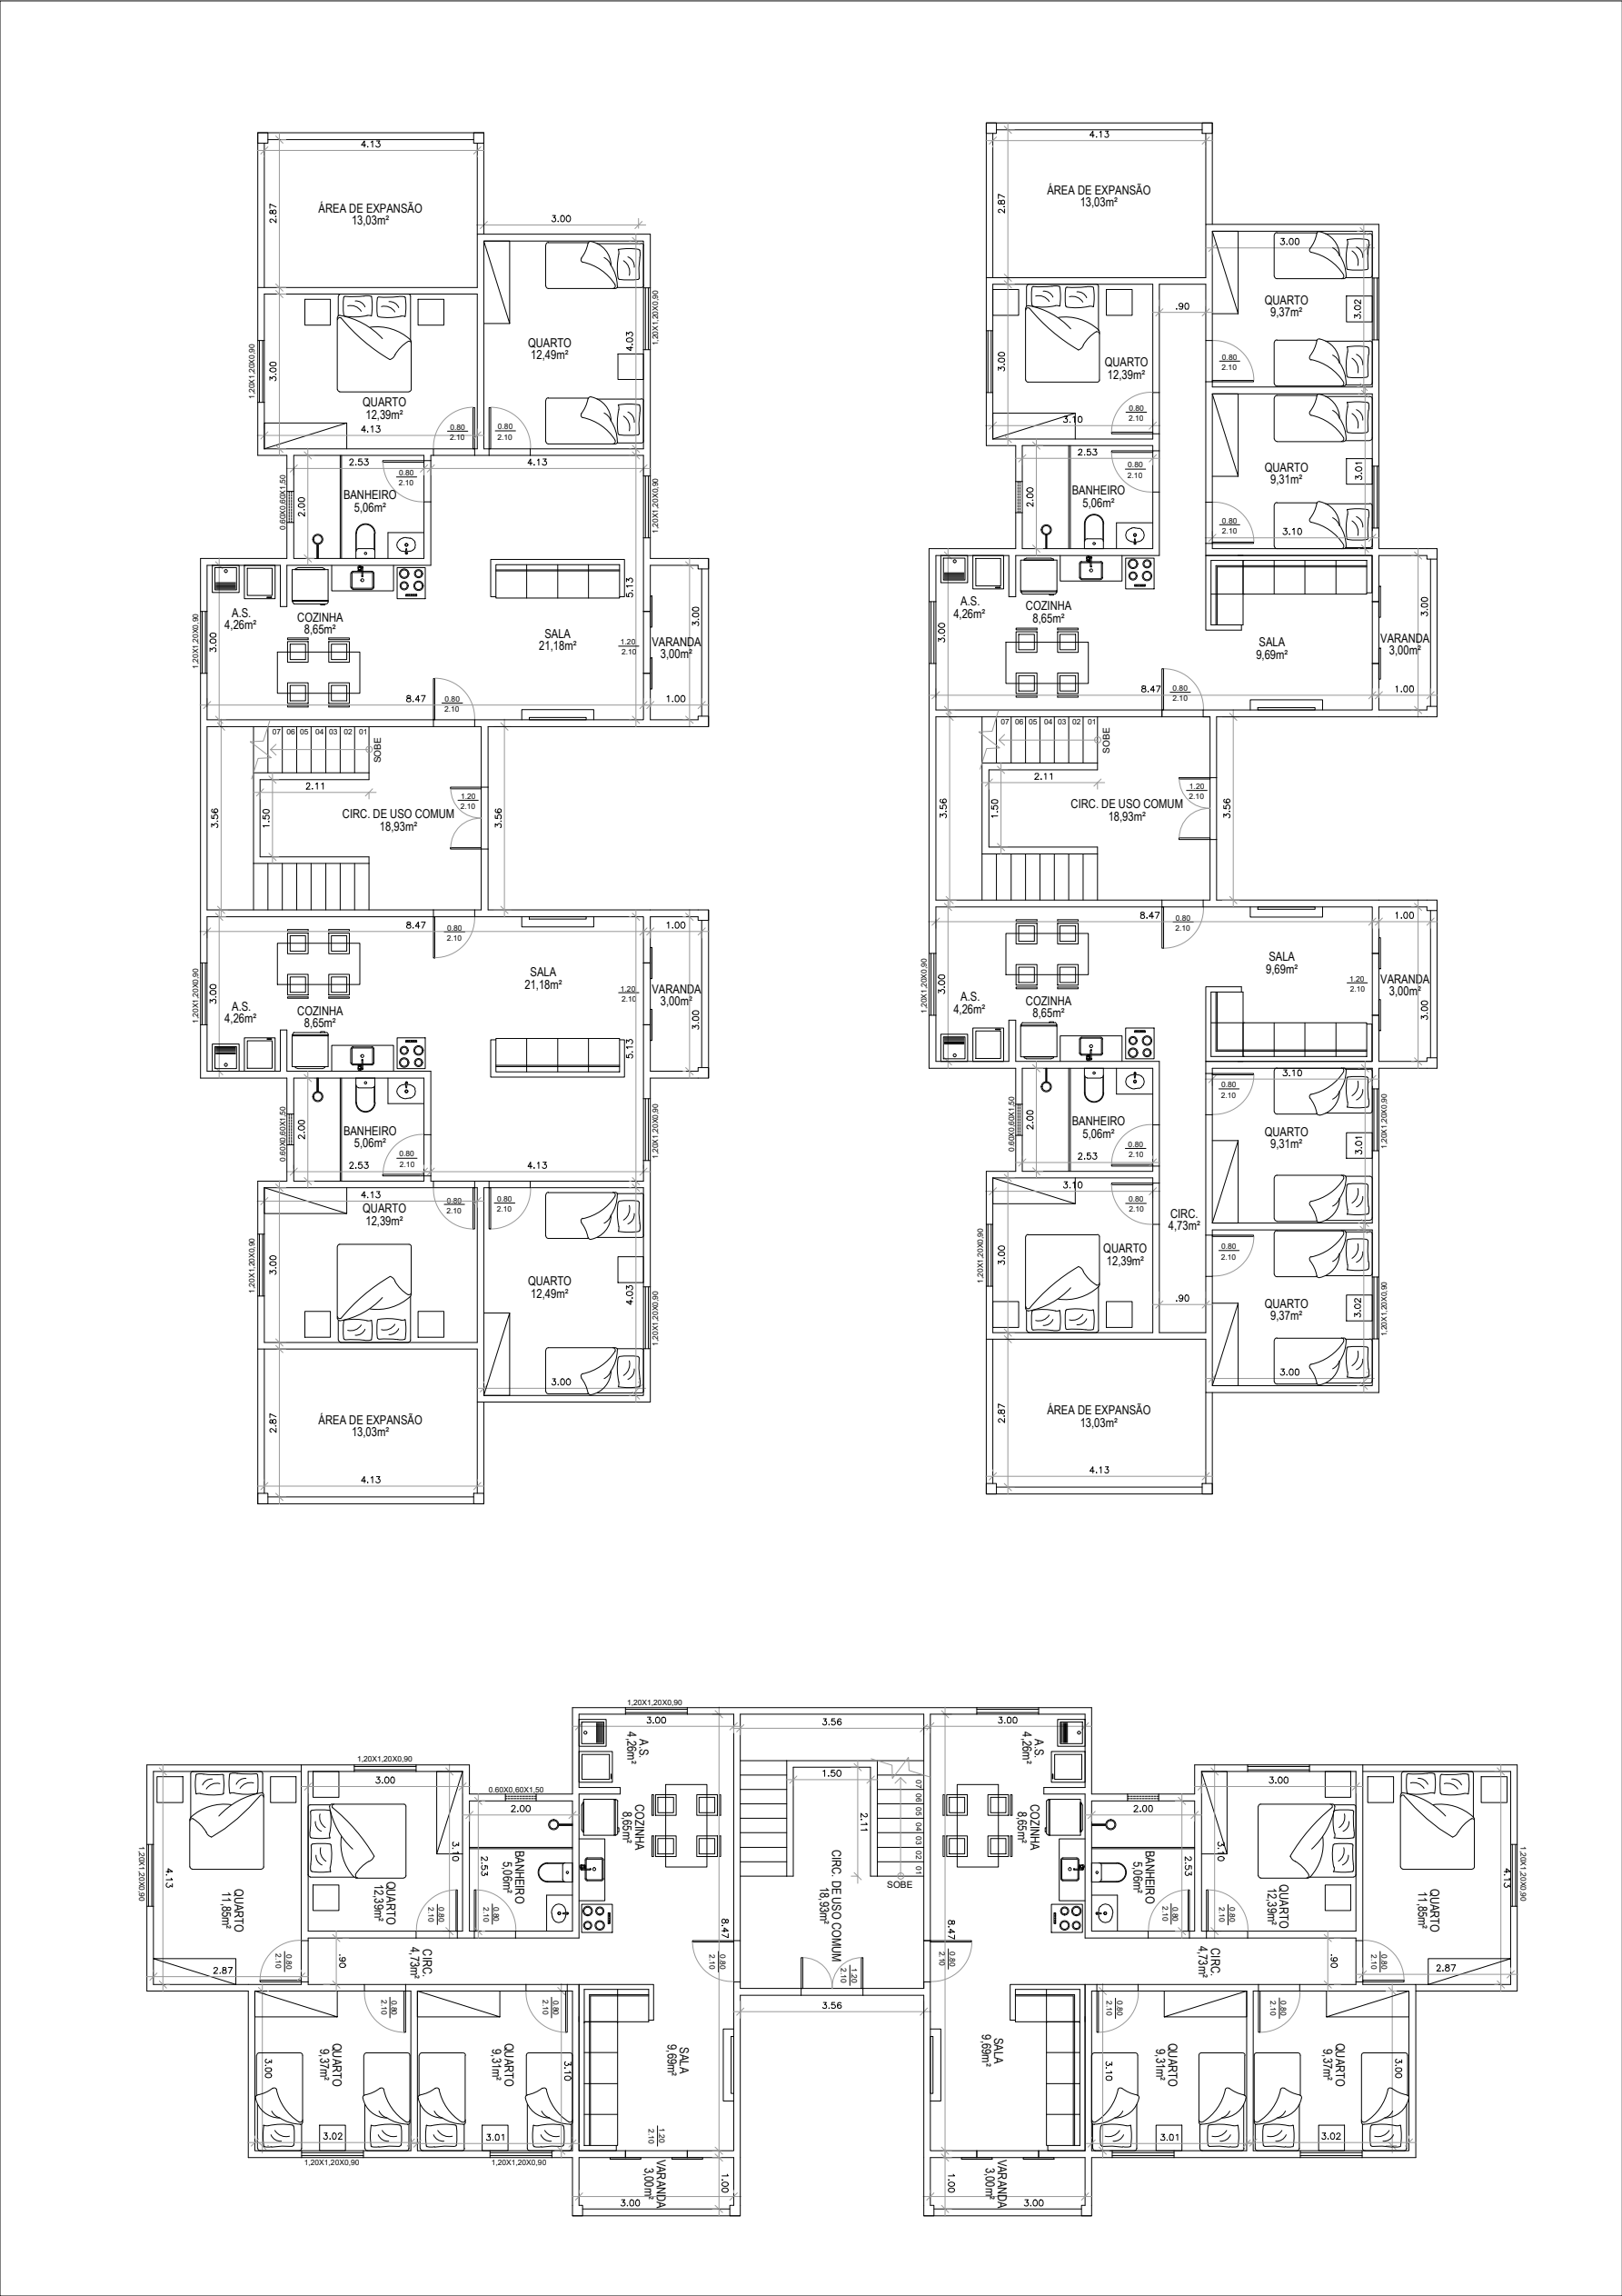 4.13
ÁREA DE EXPANSÃO
13,03m²
2.87
3.00
QUARTO
12,49m²
4.03
1,20X1,20X0,90
1,20X1,20X0,90
3.00
QUARTO
12,39m²
4.13
0.80
2.10
0.80
2.10
2.53
4.13
0.80
2.10
BANHEIRO
5,06m²
2.00
0.60X0.60X1,50
1,20X1,20X0,90
5.13
A.S.
4,26m²
COZINHA
8,65m²
SALA
21,18m²
1.20
2.10
VARANDA
3,00m²
3.00
3.00
1,20X1,20X0,90
8.47
0.80
2.10
1.00
07 06 05 04 03 02 01
SOBE
2.11
1.50
3.56
3.56
CIRC. DE USO COMUM
18,93m²
1.20
2.10
8.47
0.80
2.10
1.00
SALA
21,18m²
1.20
2.10
VARANDA
3,00m²
3.00
3.00
1,20X1,20X0,90
A.S.
4,26m²
COZINHA
8,65m²
5.13
2.00
0.60X0.60X1,50
BANHEIRO
5,06m²
0.80
2.10
2.53
4.13
1,20X1,20X0,90
4.13
QUARTO
12,39m²
0.80
2.10
0.80
2.10
3.00
1,20X1,20X0,90
QUARTO
12,49m²
4.03
1,20X1,20X0,90
3.00
ÁREA DE EXPANSÃO
13,03m²
2.87
4.13
4.13
ÁREA DE EXPANSÃO
13,03m²
2.87
3.00
.90
QUARTO
9,37m²
3.02
0.80
2.10
3.00
QUARTO
12,39m²
0.80
2.10
3.10
QUARTO
9,31m²
3.01
0.80
2.10
3.10
2.53
0.80
2.10
BANHEIRO
5,06m²
2.00
A.S.
4,26m²
COZINHA
8,65m²
SALA
9,69m²
VARANDA
3,00m²
3.00
3.00
8.47
0.80
2.10
1.00
07 06 05 04 03 02 01
SOBE
2.11
1.50
3.56
3.56
CIRC. DE USO COMUM
18,93m²
1.20
2.10
8.47
0.80
2.10
1.00
SALA
9,69m²
1.20
2.10
VARANDA
3,00m²
3.00
3.00
1,20X1,20X0,90
A.S.
4,26m²
COZINHA
8,65m²
2.00
0.60X0.60X1,50
BANHEIRO
5,06m²
0.80
2.10
2.53
3.10
0.80
2.10
QUARTO
9,31m²
3.01
1,20X1,20X0,90
3.10
0.80
2.10
CIRC.
4,73m²
QUARTO
12,39m²
3.00
1,20X1,20X0,90
.90
0.80
2.10
QUARTO
9,37m²
3.02
1,20X1,20X0,90
3.00
ÁREA DE EXPANSÃO
13,03m²
2.87
4.13
1,20X1,20X0,90
3.00
3.56
3.00
A.S.
4,26m²
A.S.
4,26m²
1,20X1,20X0,90
3.00
0.60X0.60X1,50
2.00
1.50
2.11
07 06 05 04 03 02 01
SOBE
2.00
3.00
COZINHA
8,65m²
COZINHA
8,65m²
4.13
1,20X1,20X0,90
QUARTO
11,85m²
QUARTO
12,39m²
3.10
2.53
BANHEIRO
5,06m²
0.80
2.10
0.80
2.10
CIRC. DE USO COMUM
18,93m²
BANHEIRO
5,06m²
2.53
3.10
QUARTO
12,39m²
QUARTO
11,85m²
4.13
1,20X1,20X0,90
0.80
2.10
0.80
2.10
8.47
8.47
0.80
2.10
2.87
.90
CIRC.
4,73m²
0.80
2.10
1.20
2.10
0.80
2.10
CIRC.
4,73m²
.90
0.80
2.10
2.87
0.80
2.10
0.80
2.10
3.56
0.80
2.10
0.80
2.10
3.00
QUARTO
9,37m²
QUARTO
9,31m²
3.10
SALA
9,69m²
SALA
9,69m²
3.10
QUARTO
9,31m²
QUARTO
9,37m²
3.00
3.02
3.01
1.20
2.10
3.01
3.02
1,20X1,20X0,90
1,20X1,20X0,90
VARANDA
3,00m²
1.00
3.00
1.00
VARANDA
3,00m²
3.00